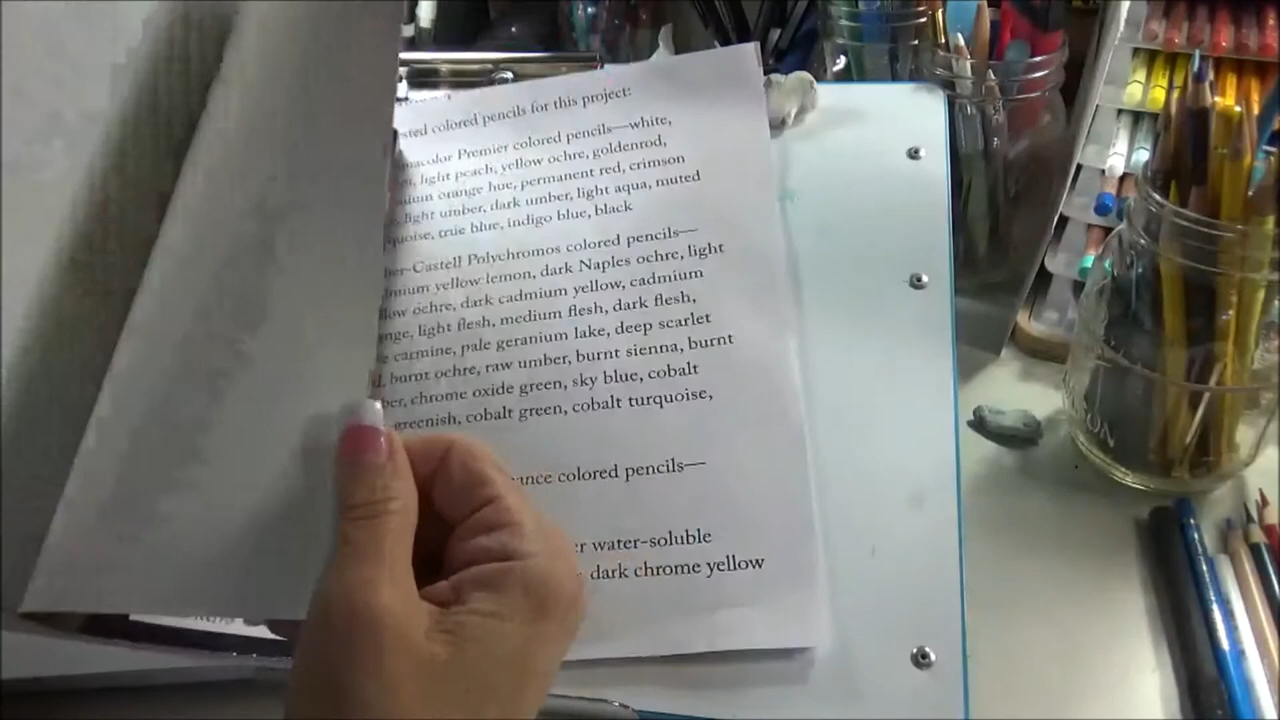 sted colored pencils for this project:
macolor Premier colored pencils—white,
light peach, yellow ochre, goldenrod,
mium orange hue, permanent red, crimson
light umber, dark umber, light aqua, muted
quoise, true blue, indigo blue, black
ber-Castell Polychromos colored pencils—
mium yellow lemon, dark Naples ochre, light
low ochre, dark cadmium yellow, cadmium
nge, light flesh, medium flesh, dark flesh,
carmine, pale geranium lake, deep scarlet
burnt ochre, raw umber, burnt sienna, burnt
ber, chrome oxide green, sky blue, cobalt
greenish, cobalt green, cobalt turquoise,
ance colored pencils—
er water-soluble
dark chrome yellow